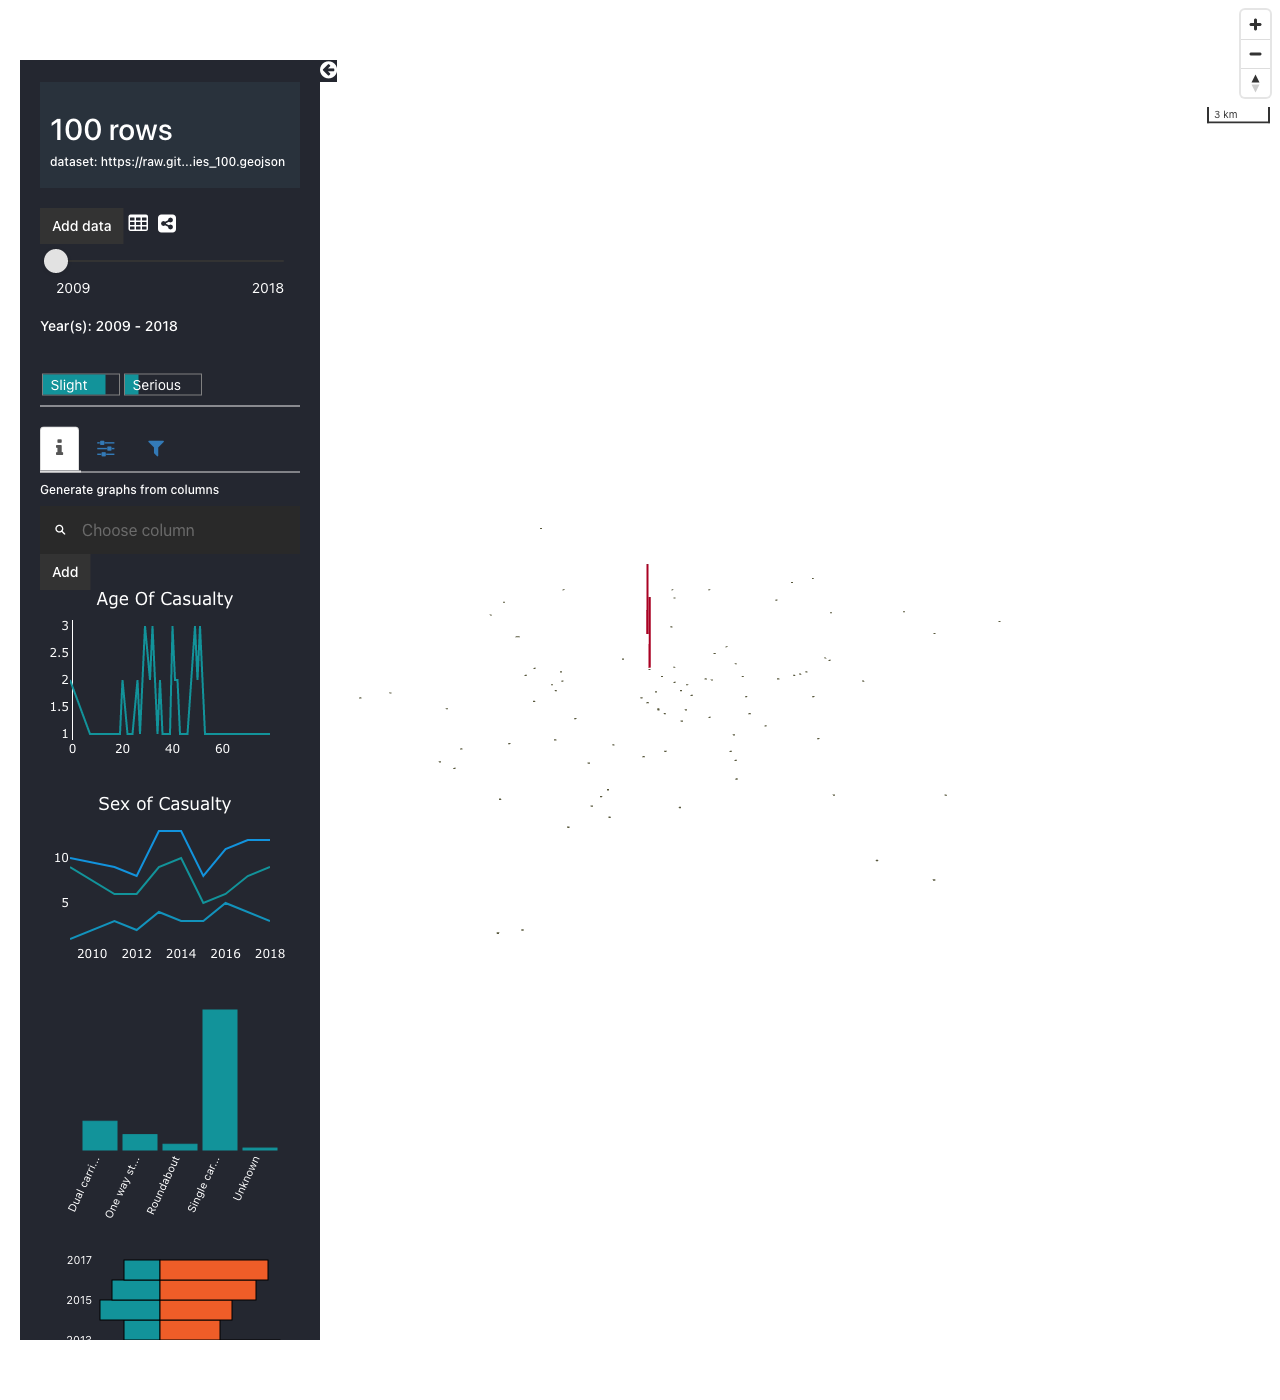 3 km
100 rows
dataset: https://raw.git...ies_100.geojson
Add data
2009 2018
Year(s): 2009 - 2018
Slight Serious
Generate graphs from columns
Choose column
Add
Age Of Casualty
3
2.5
2
1.5
1
0 20 40 60
Sex of Casualty
10
5
2010 2012 2014 2016 2018
Dual carri...
One way st...
Roundabout
Single car...
Unknown
2017
2015
2013